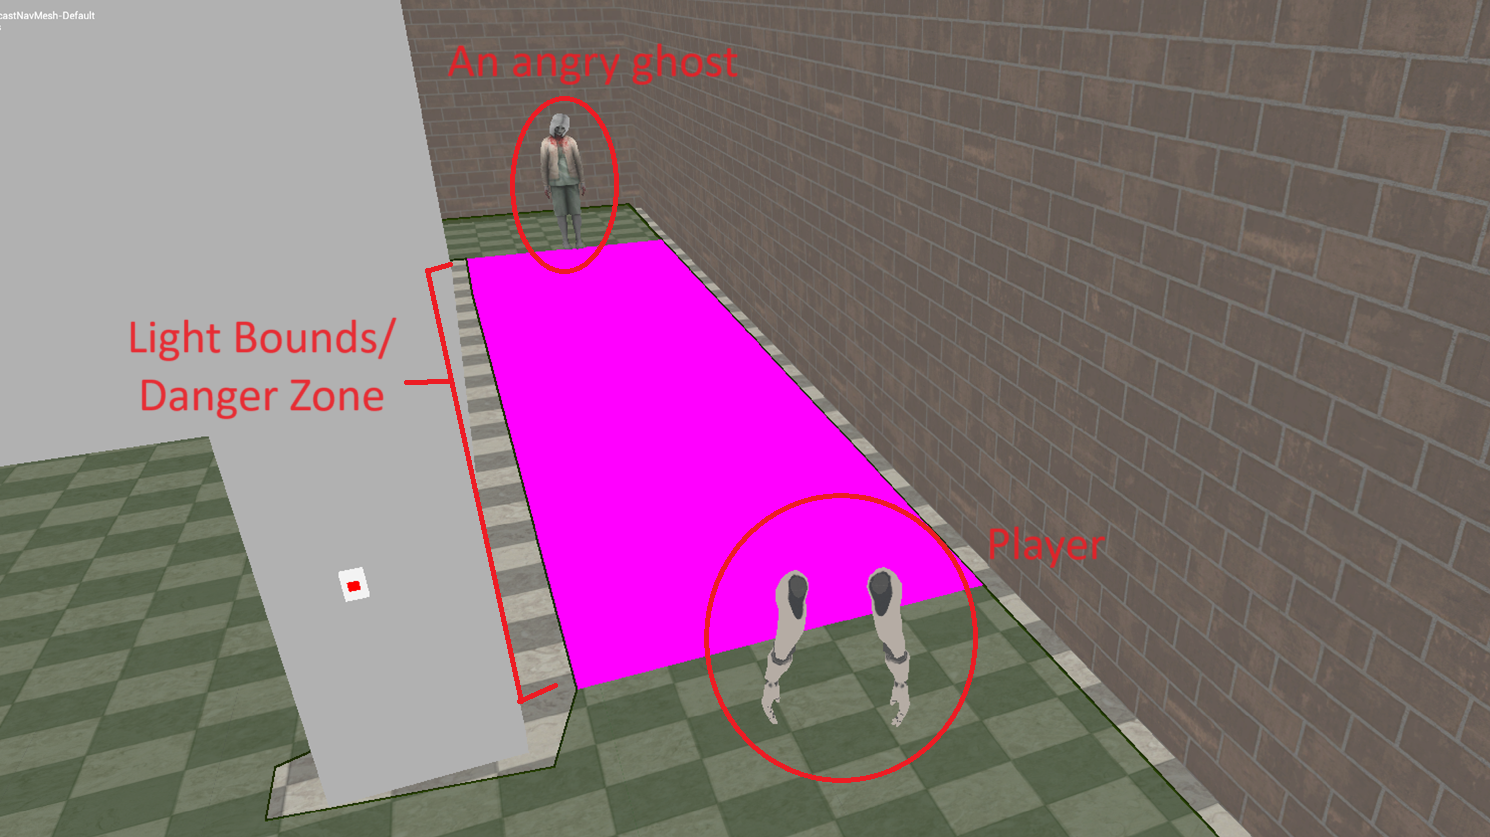 castNavMesh-Default
An angry ghost
Light Bounds/
Danger Zone
Player